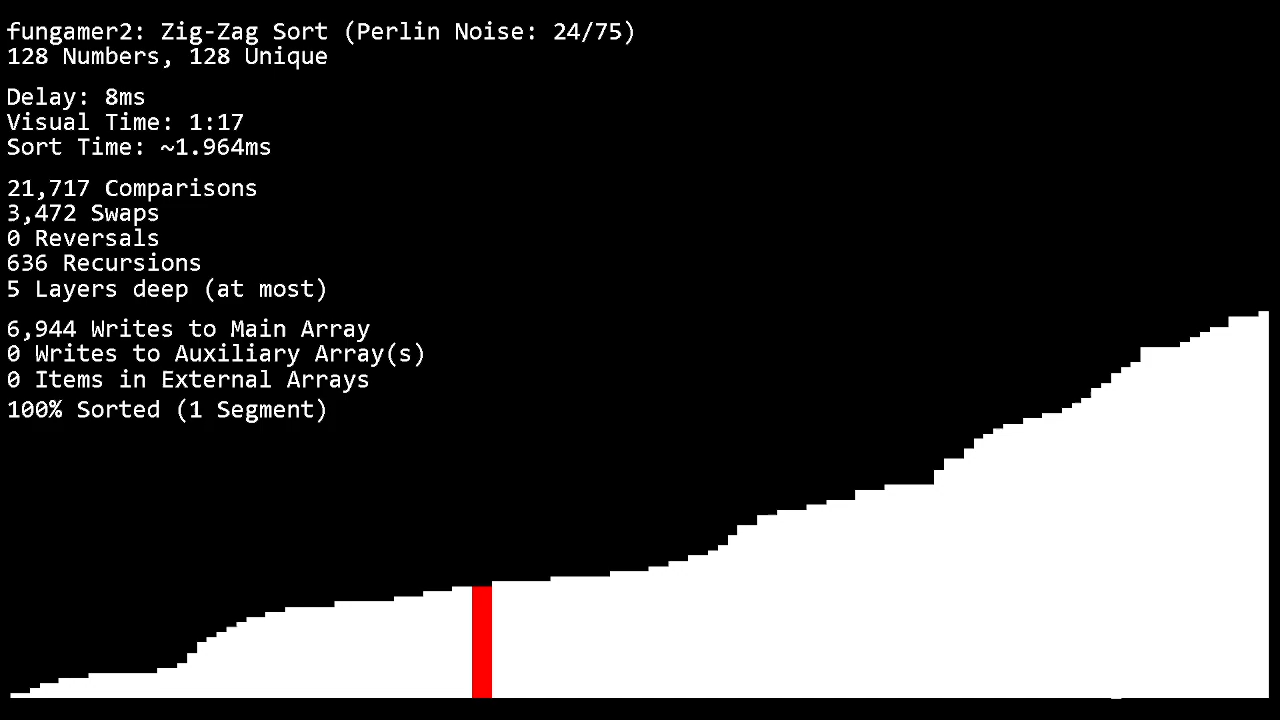 fungamer2: Zig-Zag Sort (Perlin Noise: 24/75)
128 Numbers, 128 Unique
Delay: 8ms
Visual Time: 1:17
Sort Time: ~1.964ms
21,717 Comparisons
3,472 Swaps
0 Reversals
636 Recursions
5 Layers deep (at most)
6,944 Writes to Main Array
0 Writes to Auxiliary Array(s)
0 Items in External Arrays
100% Sorted (1 Segment)